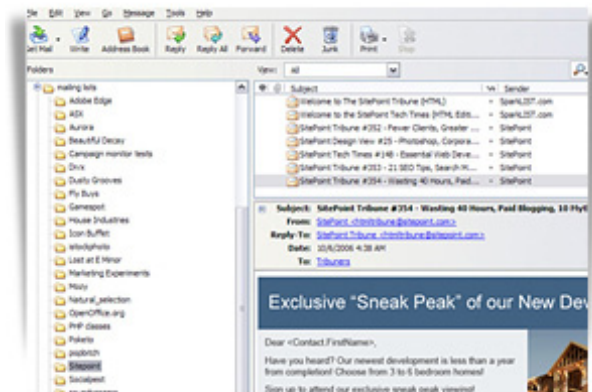 File Edit View Go Message Tools Help
Get Mail Write Address Book Reply Reply All Forward Delete Junk Print Stop
Folders
View: All
mailing lists
Adobe Edge
Aurora
Beautiful Decay
Campaign monitor tests
Dusty Grooves
Fly Buys
Gamespot
House Industries
Icon Buffet
istockphoto
Lost at E Minor
Marketing Experiments
Mozy
Natural_selection
OpenOffice.org
PHP classes
Poketo
popbitch
Sitepoint
Socialpest
Subject Sender
Welcome to The SitePoint Tribune (HTML) SparkLIST.com
Welcome to the SitePoint Tech Times (HTML Edit... SparkLIST.com
SitePoint Tribune #352 - Fewer Clients, Greater ... SitePoint
SitePoint Design View #25 - Photoshop, Corpora... SitePoint
SitePoint Tech Times #148 - Essential Web Deve... SitePoint
SitePoint Tribune #353 - 21 SEO Tips, Search M... SitePoint
SitePoint Tribune #354 - Wasting 40 Hours, Paid... SitePoint
Subject: SitePoint Tribune #354 - Wasting 40 Hours, Paid Blogging, 10 Myt
From: SitePoint <htmltribune@sitepoint.com>
Reply-To: SitePoint Tribune <htmltribune@sitepoint.com>
Date: 10/6/2006 4:38 AM
To: Tribuners
Exclusive “Sneak Peak” of our New Dev
Dear <Contact.FirstName>,
Have you heard? Our newest development is less than a year
from completion! Choose from 3 to 6 bedroom homes!
Sign up to attend our exclusive sneak peak viewing!